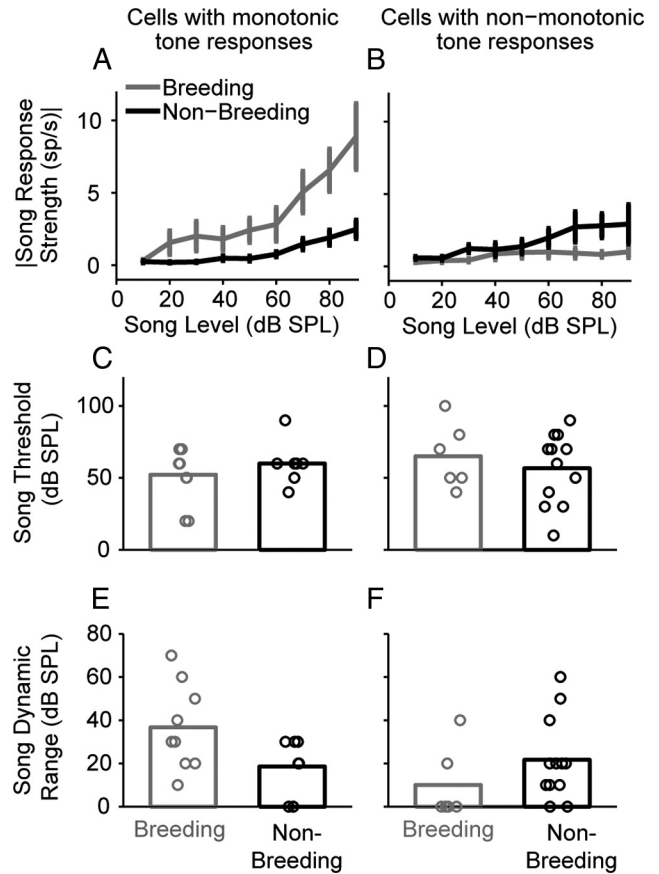 Cells with monotonic
tone responses
Cells with non−monotonic
tone responses
A
B
Breeding
Non−Breeding
|Song Response
Strength (sp/s)|
10
5
0
0
20
40
60
80
Song Level (dB SPL)
0
20
40
60
80
Song Level (dB SPL)
C
D
Song Threshold
(dB SPL)
100
50
0
E
F
Song Dynamic
Range (dB SPL)
80
60
40
20
0
Breeding
Non-
Breeding
Breeding
Non-
Breeding